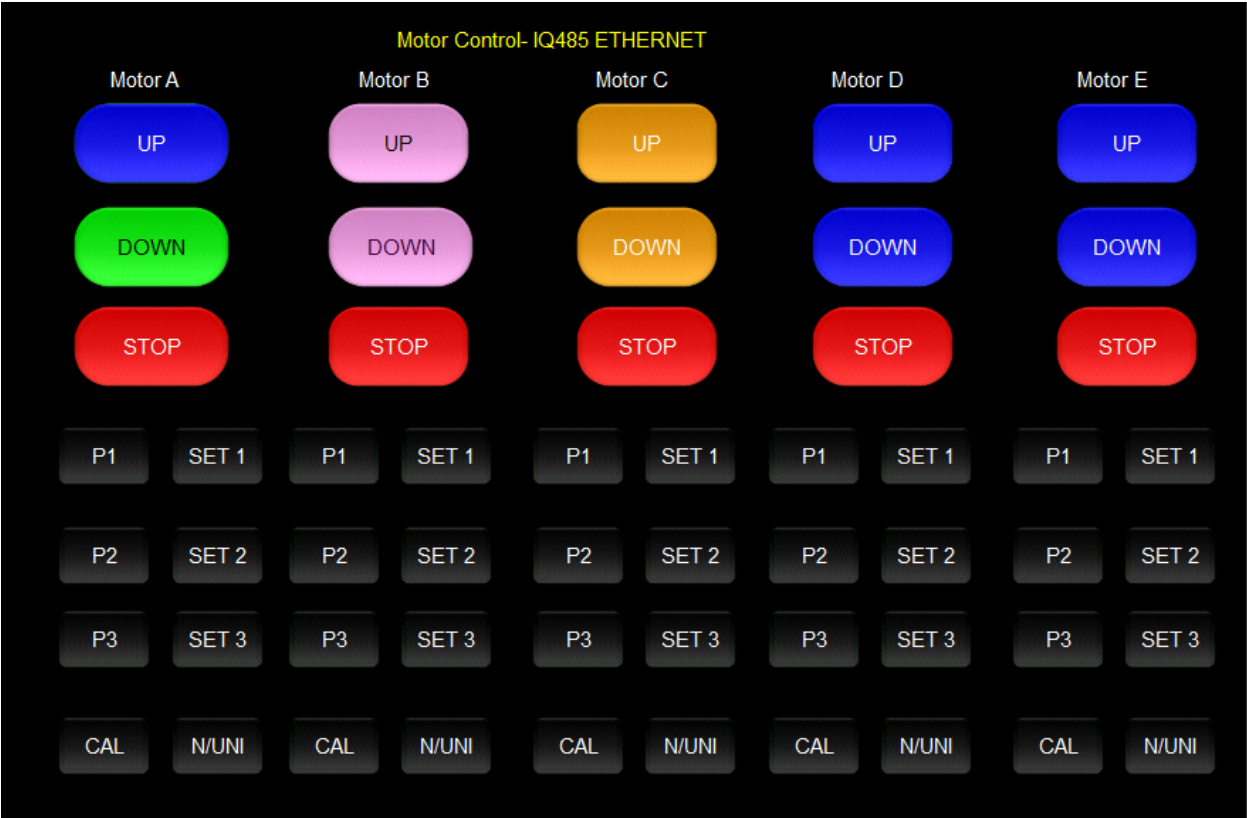 Motor Control- IQ485 ETHERNET
Motor A Motor B Motor C Motor D Motor E
UP UP UP UP UP
DOWN DOWN DOWN DOWN DOWN
STOP STOP STOP STOP STOP
P1 SET 1 P1 SET 1 P1 SET 1 P1 SET 1 P1 SET 1
P2 SET 2 P2 SET 2 P2 SET 2 P2 SET 2 P2 SET 2
P3 SET 3 P3 SET 3 P3 SET 3 P3 SET 3 P3 SET 3
CAL N/UNI CAL N/UNI CAL N/UNI CAL N/UNI CAL N/UNI